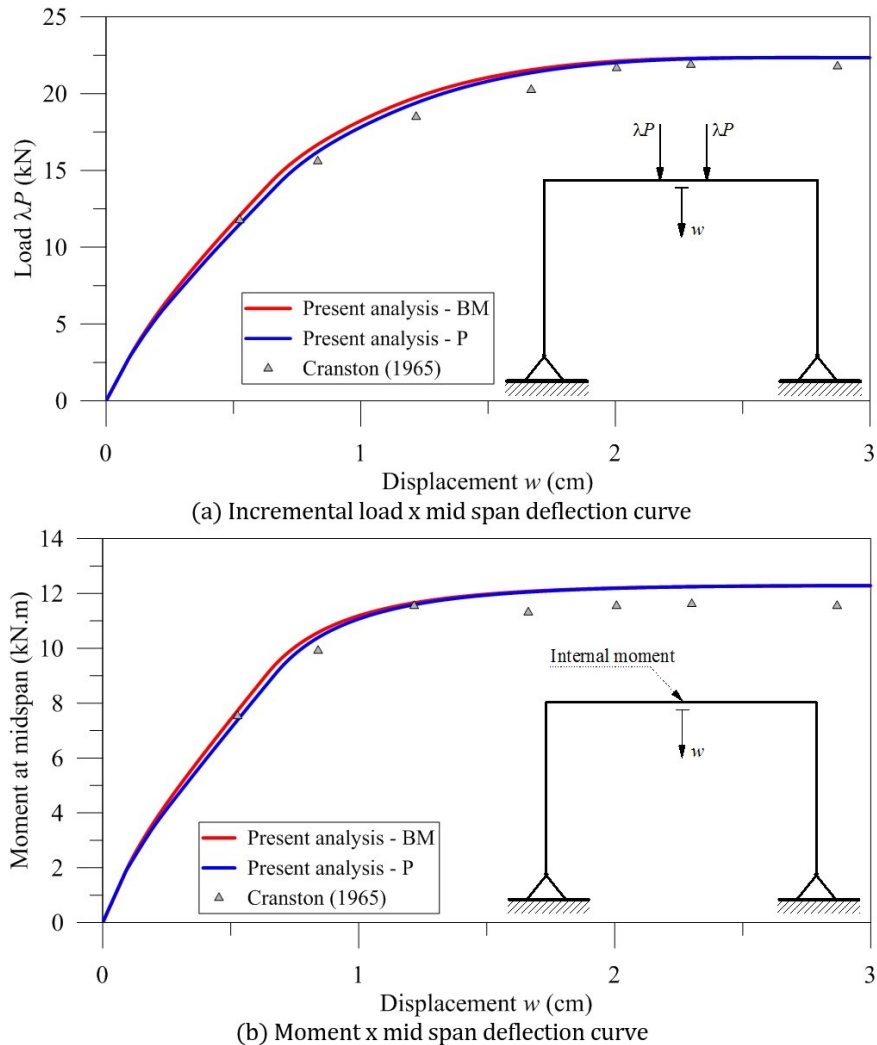 25
20
15
10
5
0
Load λP (kN)
λP
λP
w
Present analysis - BM
Present analysis - P
Cranston (1965)
0
1
2
3
Displacement w (cm)
(a) Incremental load x mid span deflection curve
14
12
10
8
6
4
2
0
Moment at midspan (kN.m)
Internal moment
w
Present analysis - BM
Present analysis - P
Cranston (1965)
0
1
2
3
Displacement w (cm)
(b) Moment x mid span deflection curve